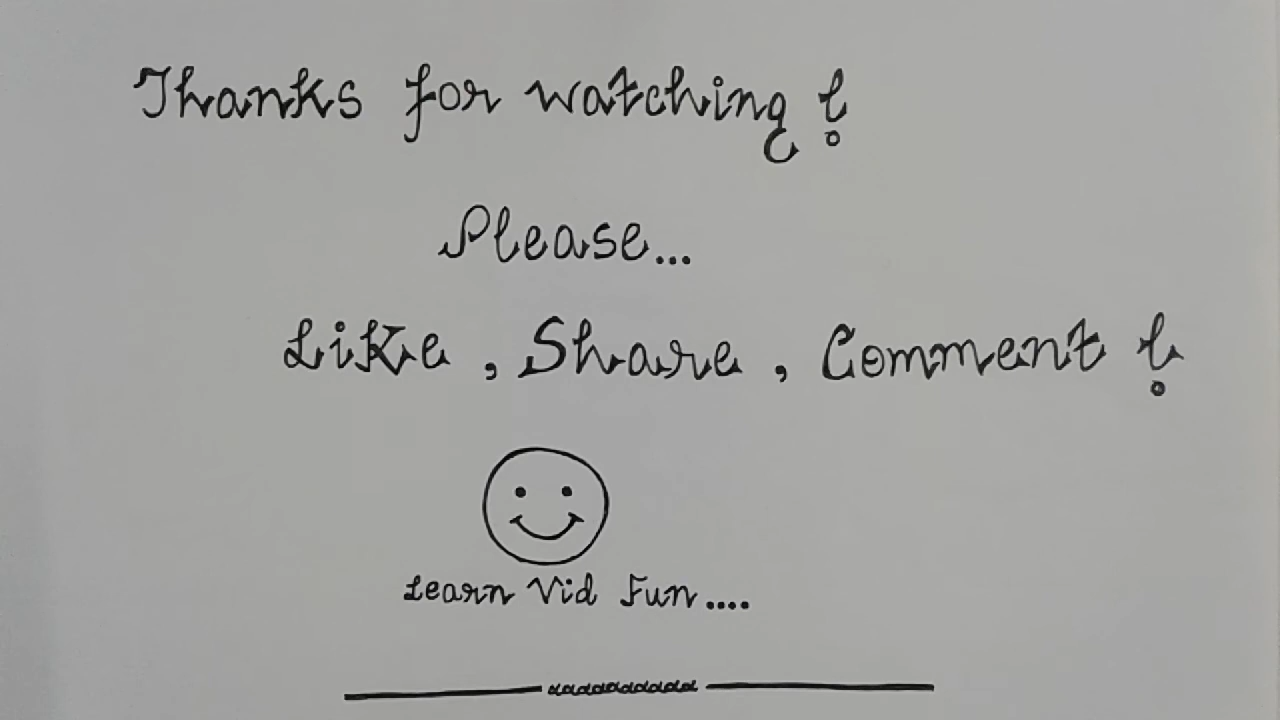 Thanks for watching !
Please...
Like , Share , Comment !
Learn Vid Fun....